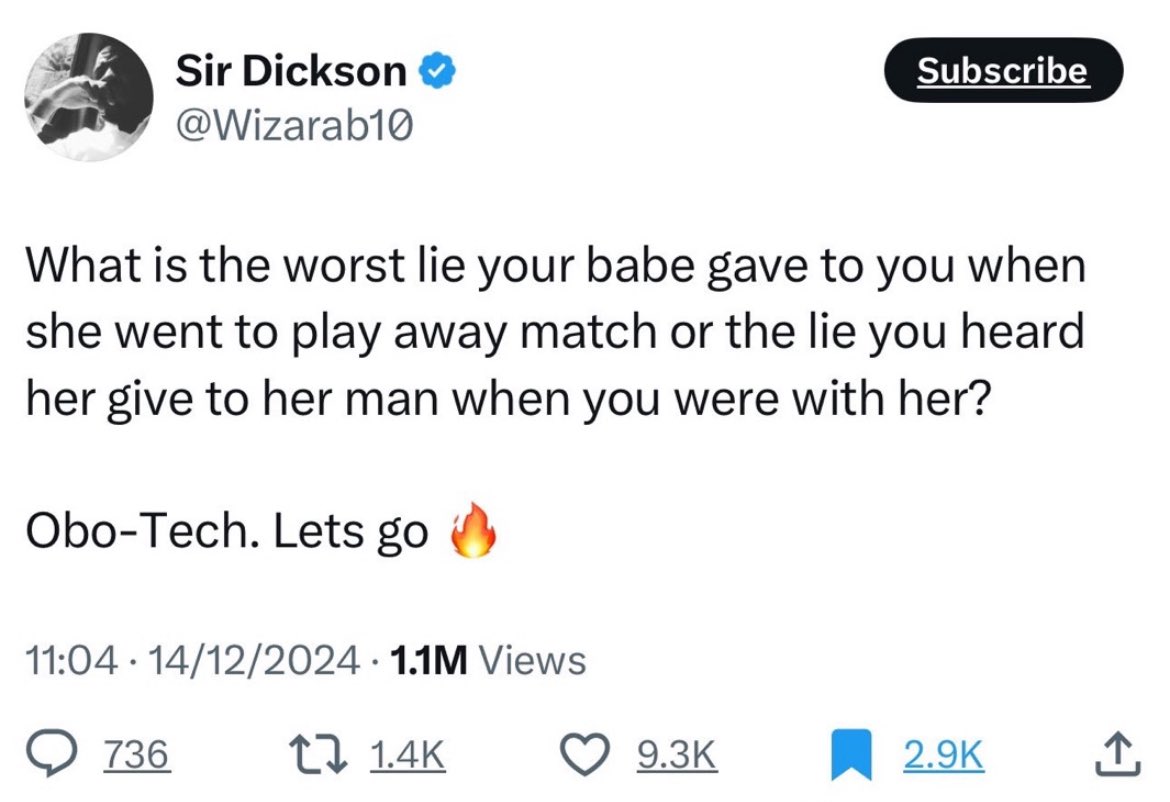 Sir Dickson
Subscribe
@Wizarab10
What is the worst lie your babe gave to you when
she went to play away match or the lie you heard
her give to her man when you were with her?
Obo-Tech. Lets go 🔥
11:04 · 14/12/2024 · 1.1M Views
736 1.4K 9.3K 2.9K